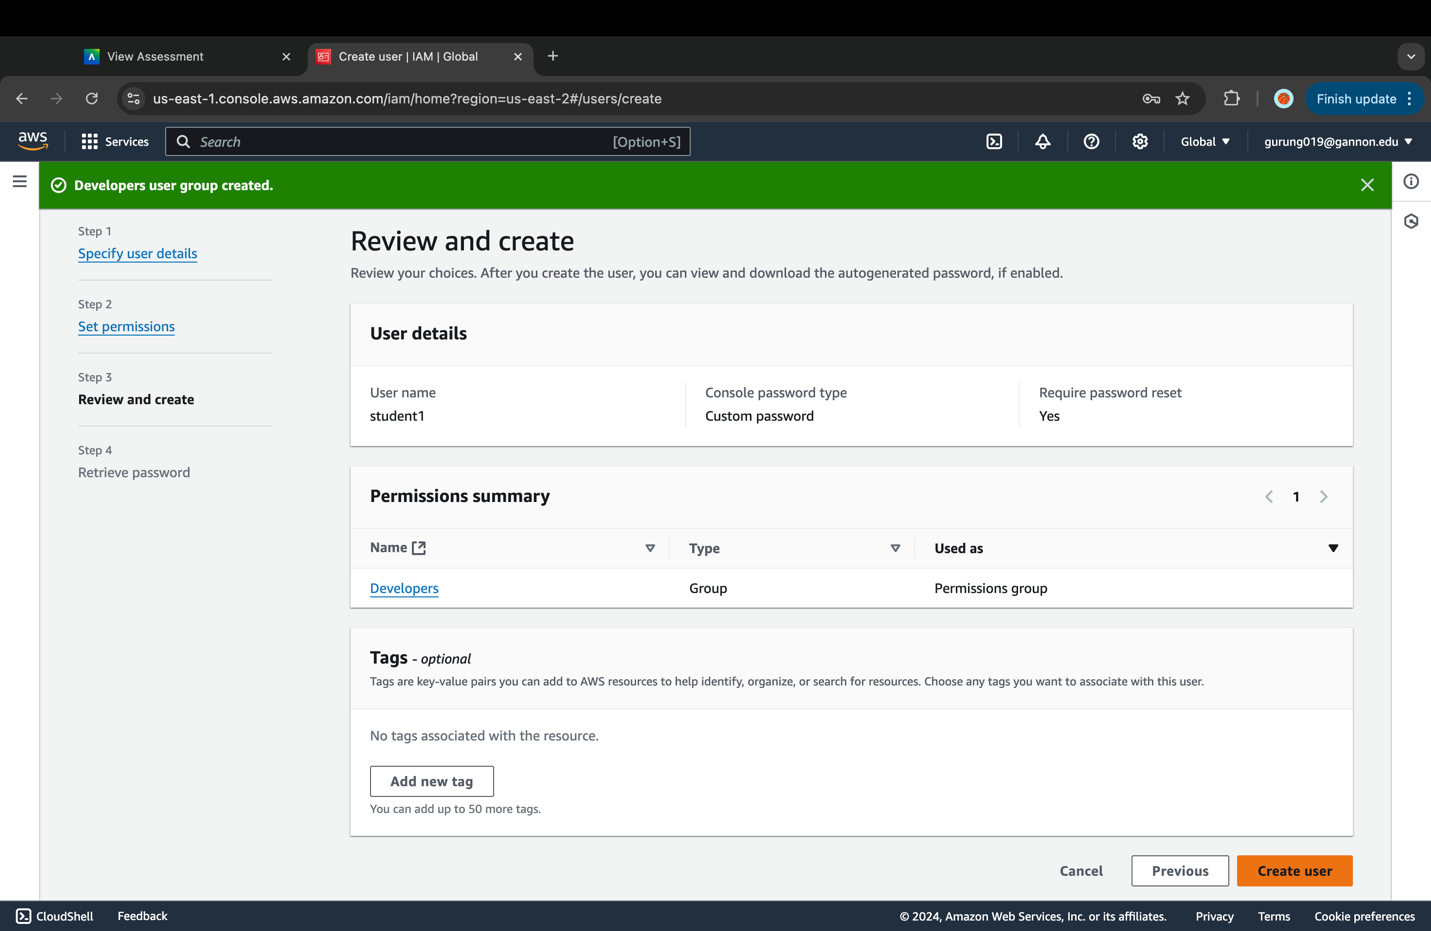 View Assessment
Create user | IAM | Global
us-east-1.console.aws.amazon.com/iam/home?region=us-east-2#/users/create
Finish update
aws
Services
Search
[Option+S]
Global
gurung019@gannon.edu
Developers user group created.
Step 1
Specify user details
Step 2
Set permissions
Step 3
Review and create
Step 4
Retrieve password
Review and create
Review your choices. After you create the user, you can view and download the autogenerated password, if enabled.
User details
User name
student1
Console password type
Custom password
Require password reset
Yes
Permissions summary
1
Name
Type
Used as
Developers
Group
Permissions group
Tags - optional
Tags are key-value pairs you can add to AWS resources to help identify, organize, or search for resources. Choose any tags you want to associate with this user.
No tags associated with the resource.
Add new tag
You can add up to 50 more tags.
Cancel
Previous
Create user
CloudShell
Feedback
© 2024, Amazon Web Services, Inc. or its affiliates.
Privacy
Terms
Cookie preferences